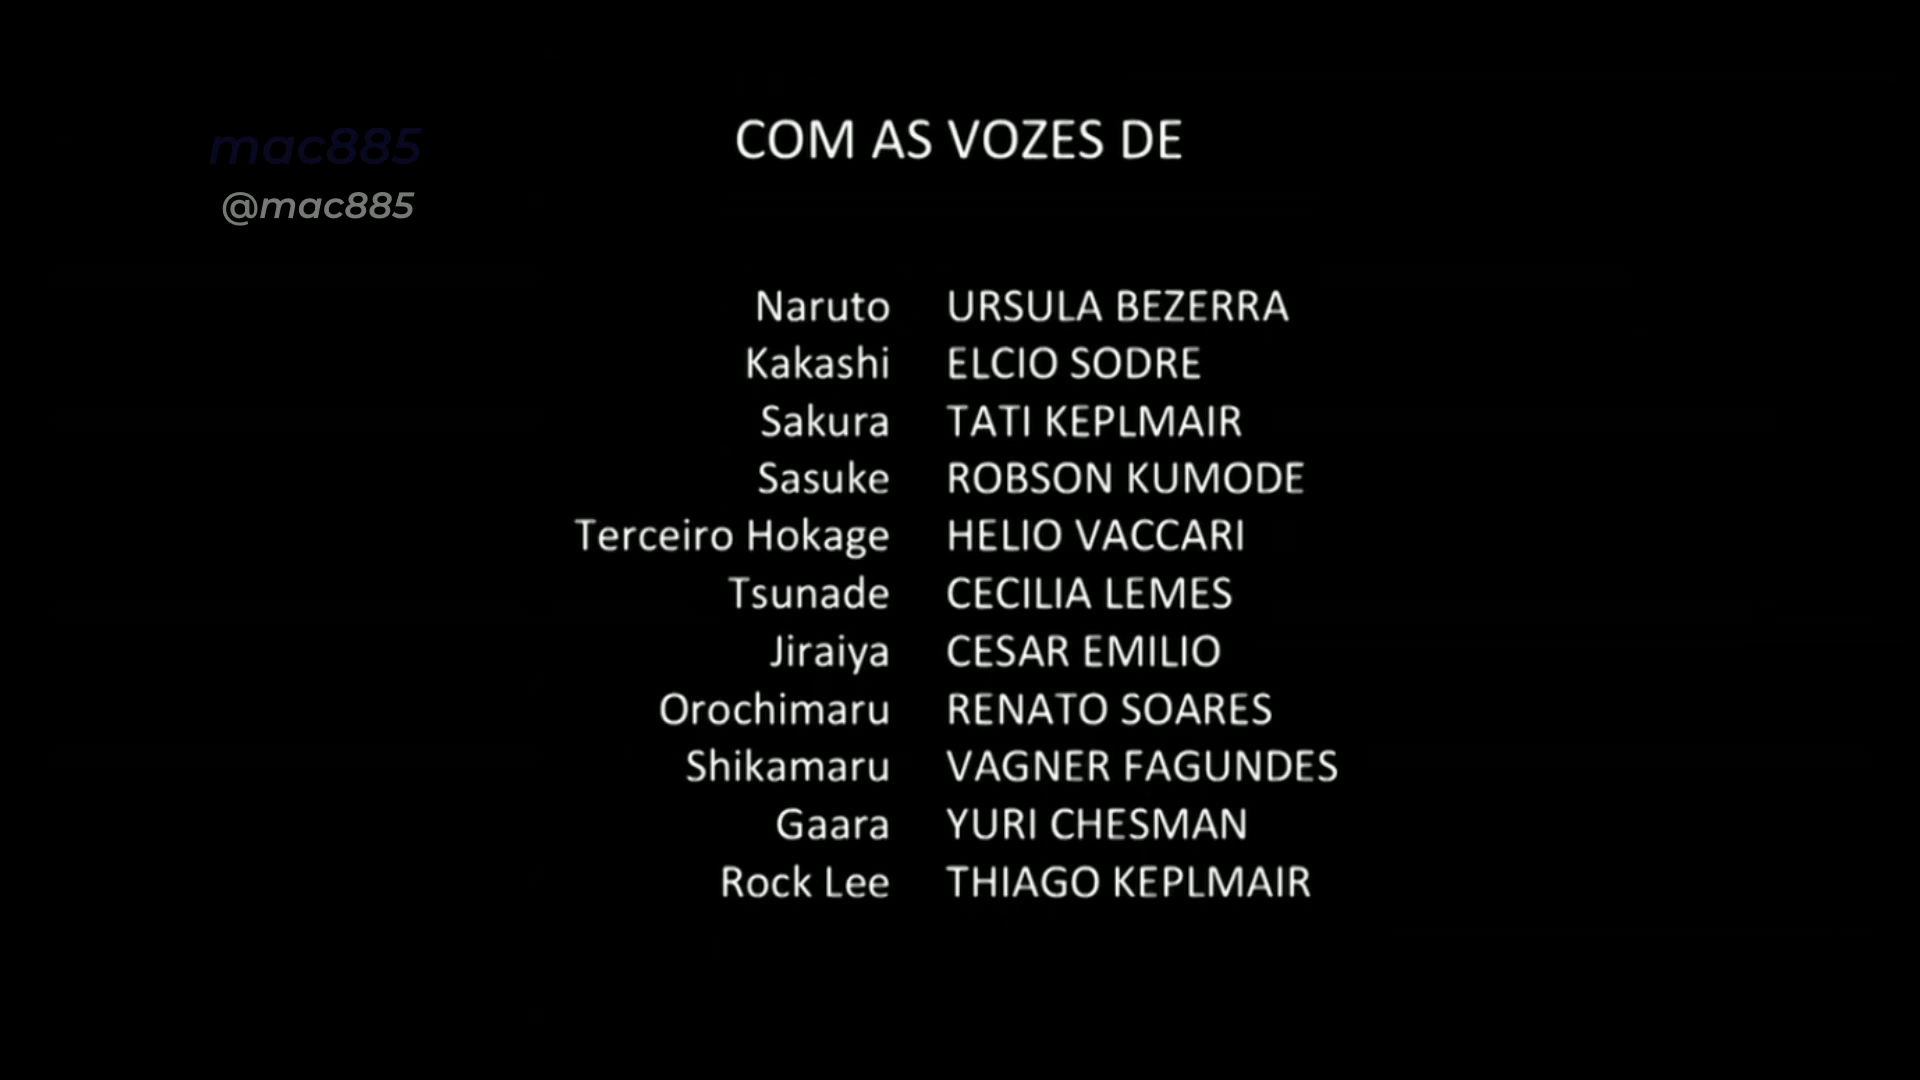 COM AS VOZES DE
mac885
@mac885
Naruto URSULA BEZERRA
Kakashi ELCIO SODRE
Sakura TATI KEPLMAIR
Sasuke ROBSON KUMODE
Terceiro Hokage HELIO VACCARI
Tsunade CECILIA LEMES
Jiraiya CESAR EMILIO
Orochimaru RENATO SOARES
Shikamaru VAGNER FAGUNDES
Gaara YURI CHESMAN
Rock Lee THIAGO KEPLMAIR